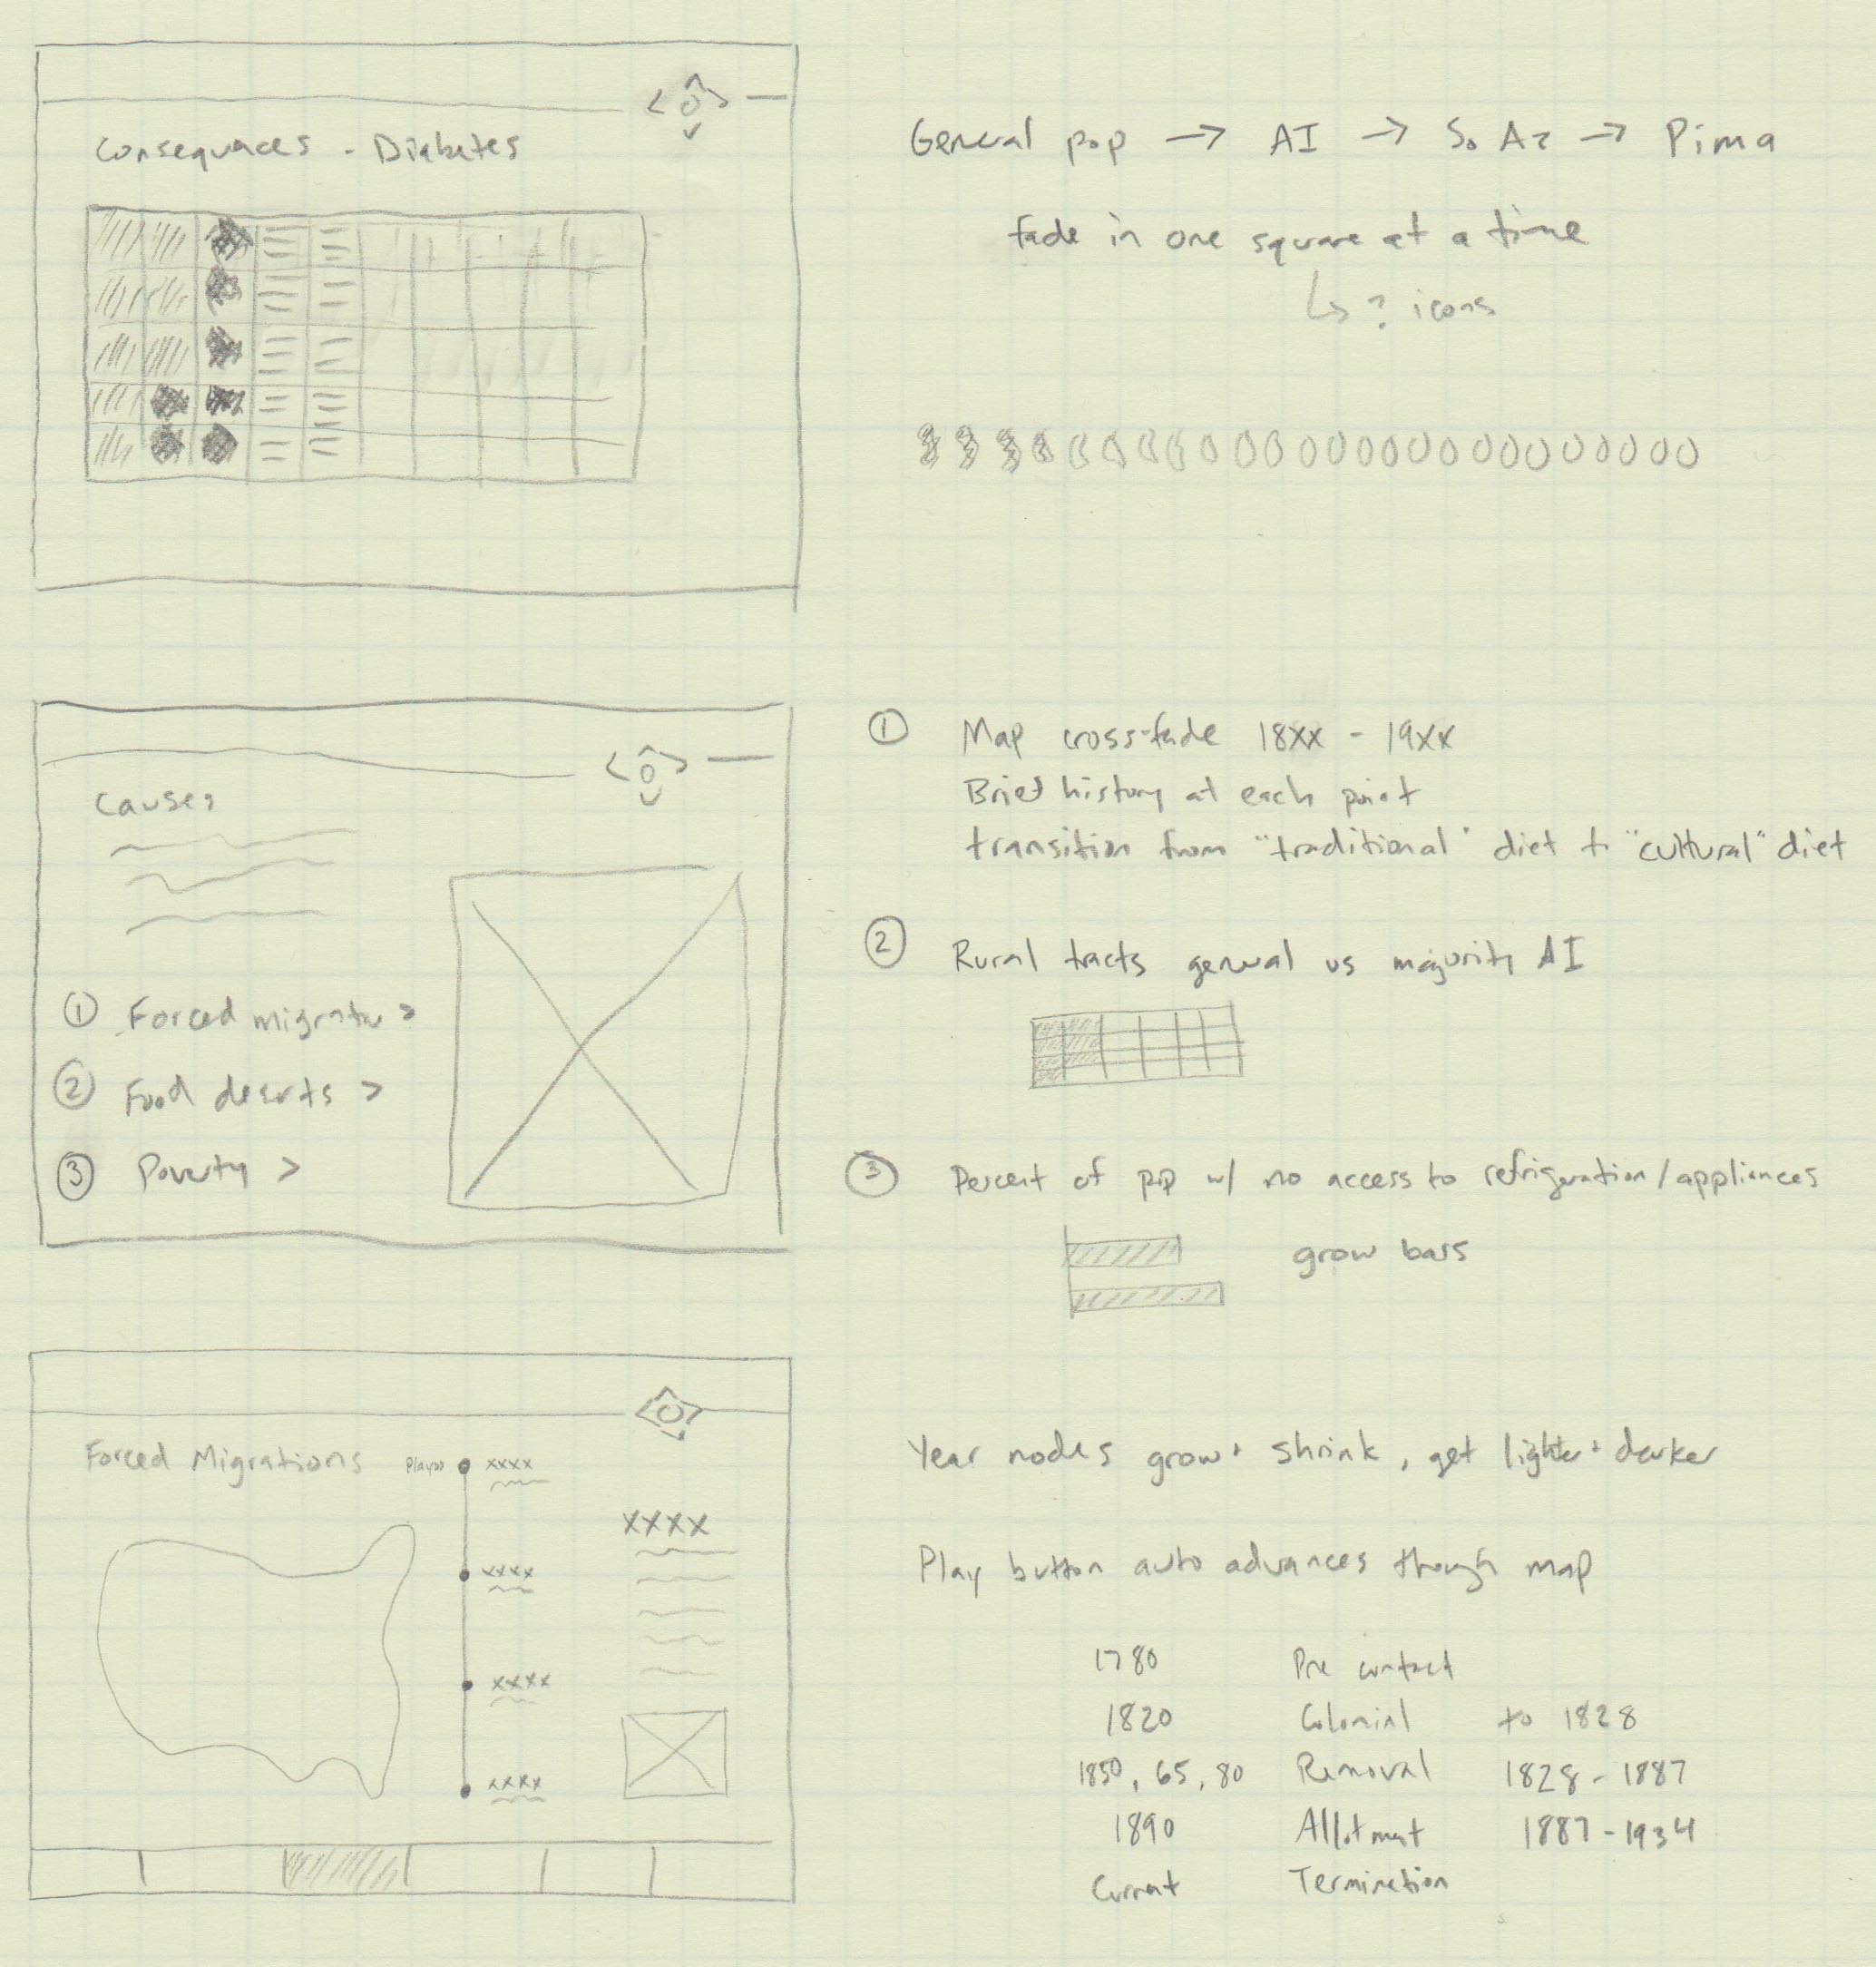 Consequnces - Diabetes
General pop → AI → So Az → Pima
fade in one square at a time
↳ ? icons
Causes
① Forced migration >
② Food deserts >
③ Poverty >
① Map cross-fade 18xx - 19xx
Brief history at each point
transition from "traditional" diet to "cultural" diet
② Rural tracts general vs majority AI
③ Percent of pop w/ no access to refrigeration/appliances
grow bars
Forced Migrations
Play
xxxx
xxxx
xxxx
xxxx
XXXX
Year nodes grow + shrink, get lighter + darker
Play button auto advances though map
1780 Pre contact
1820 Colonial to 1828
1850, 65, 80 Removal 1828 - 1887
1890 Allotment 1887 - 1934
Current Termination